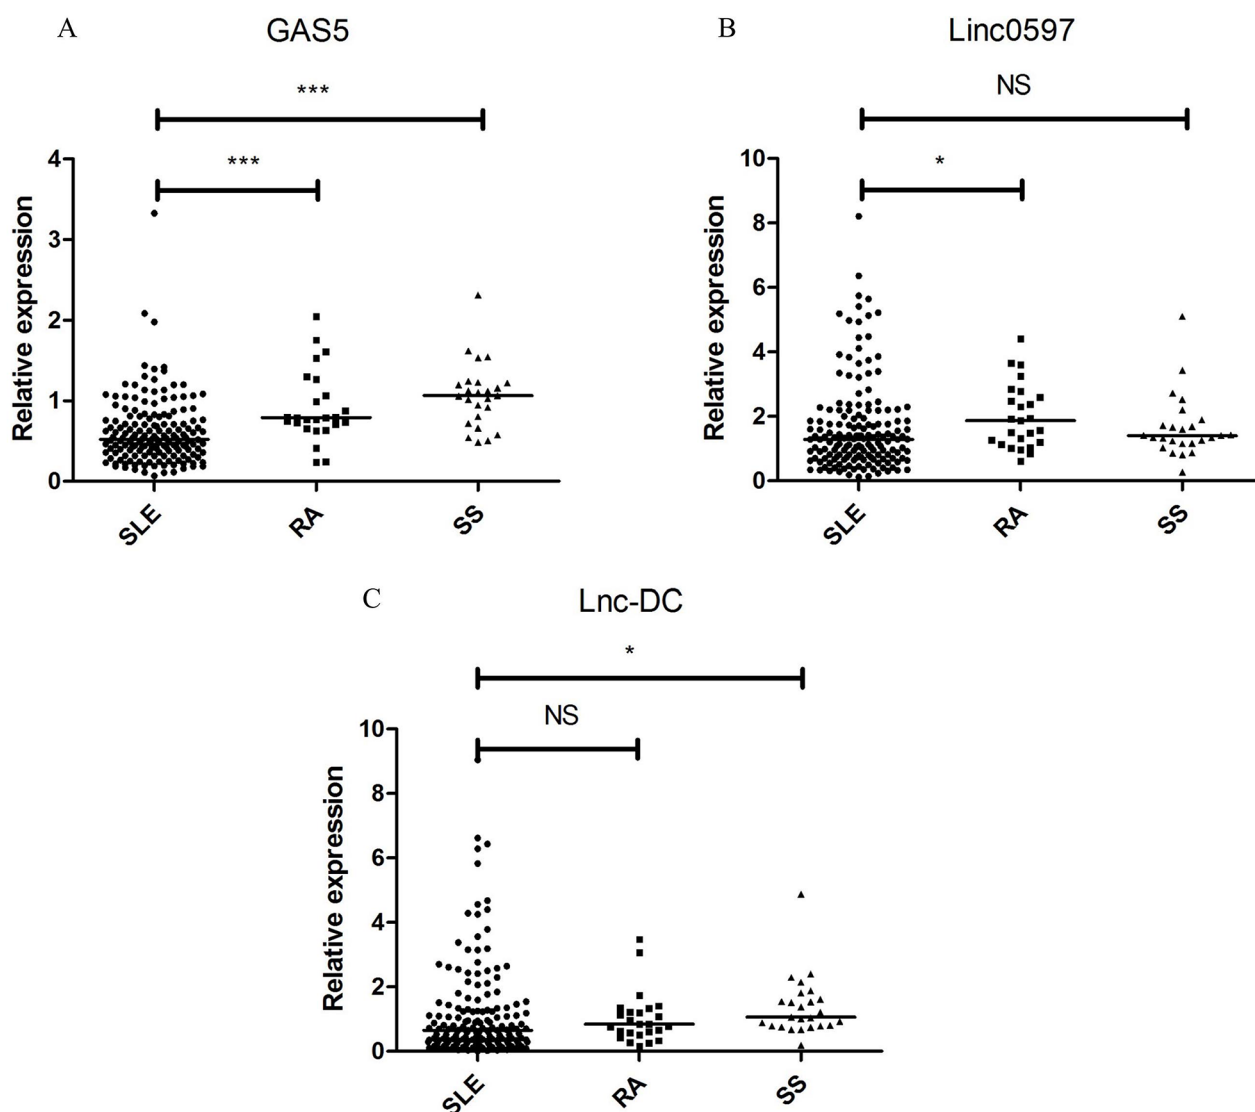 A
GAS5
***
***
4
3
2
1
0
Relative expression
SLE
RA
SS
B
Linc0597
NS
*
10
8
6
4
2
0
Relative expression
SLE
RA
SS
C
Lnc-DC
*
NS
10
8
6
4
2
0
Relative expression
SLE
RA
SS